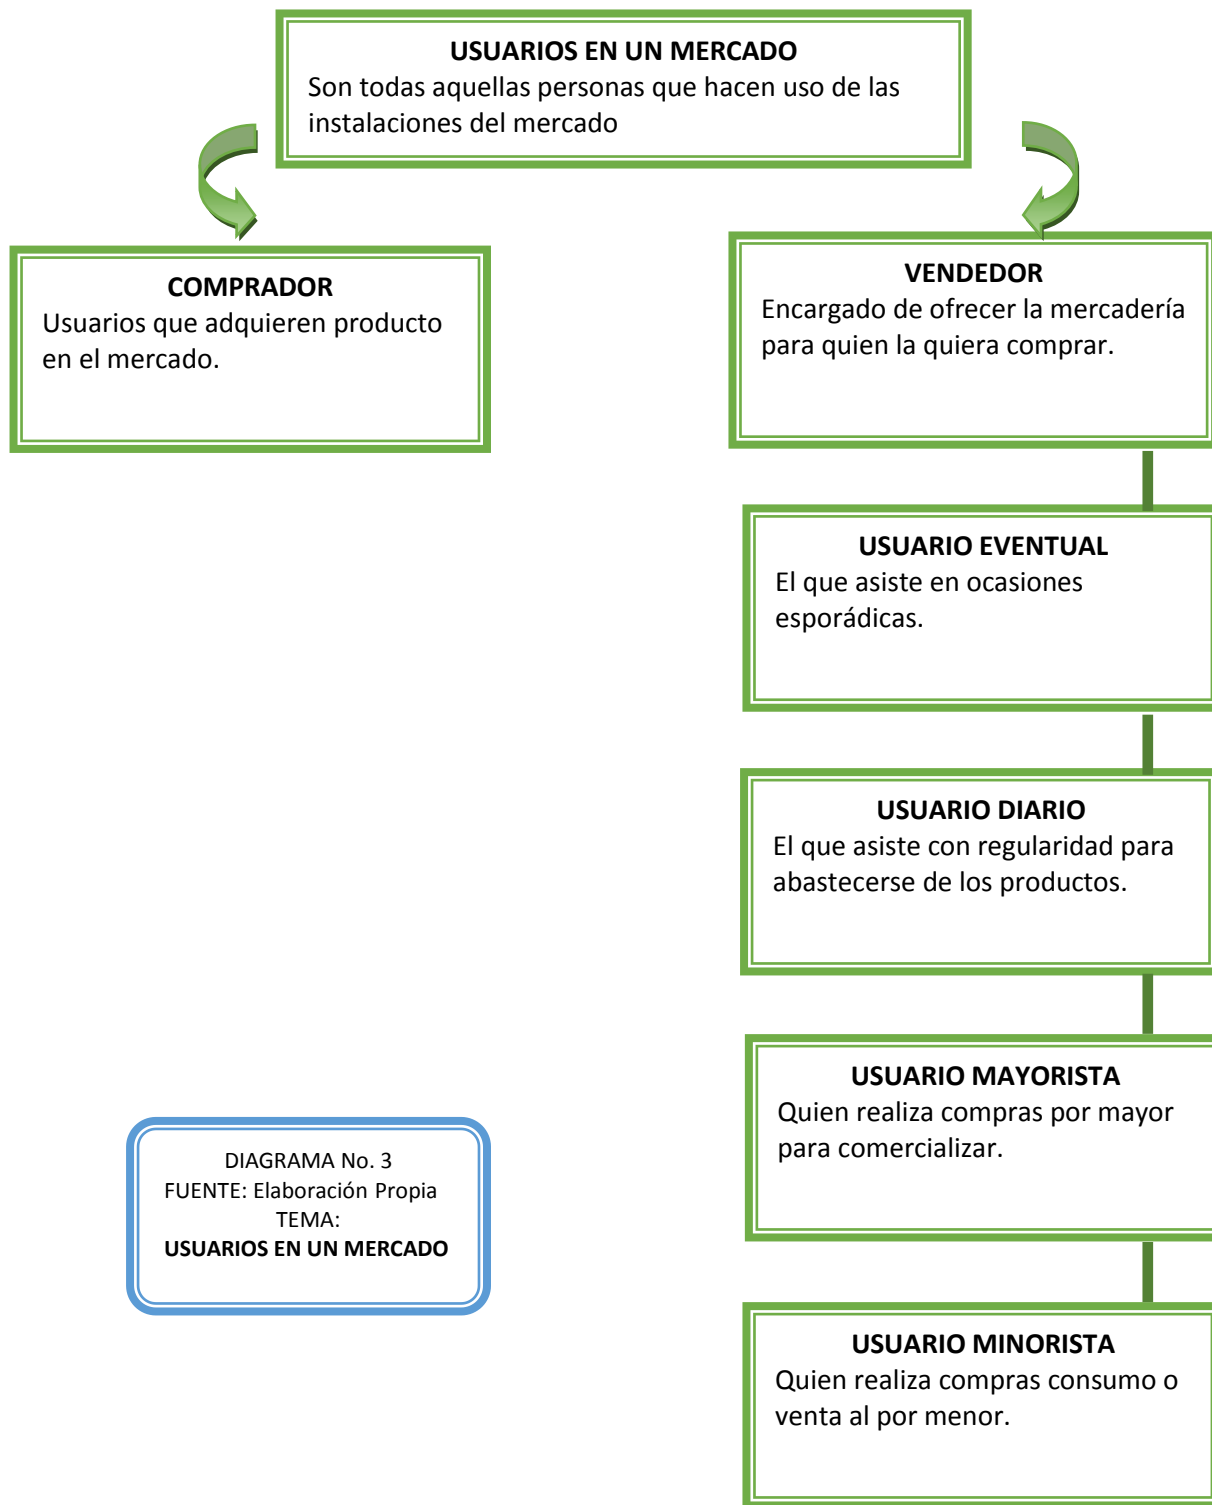 USUARIOS EN UN MERCADO
Son todas aquellas personas que hacen uso de las
instalaciones del mercado
COMPRADOR
Usuarios que adquieren producto
en el mercado.
VENDEDOR
Encargado de ofrecer la mercadería
para quien la quiera comprar.
USUARIO EVENTUAL
El que asiste en ocasiones
esporádicas.
USUARIO DIARIO
El que asiste con regularidad para
abastecerse de los productos.
USUARIO MAYORISTA
Quien realiza compras por mayor
para comercializar.
DIAGRAMA No. 3
FUENTE: Elaboración Propia
TEMA:
USUARIOS EN UN MERCADO
USUARIO MINORISTA
Quien realiza compras consumo o
venta al por menor.